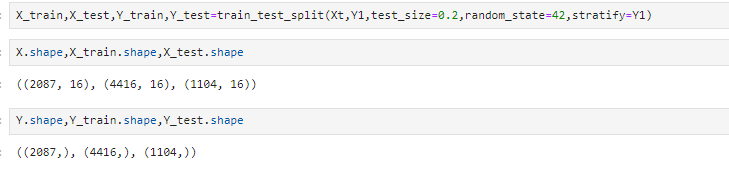 X_train,X_test,Y_train,Y_test=train_test_split(Xt,Y1,test_size=0.2,random_state=42,stratify=Y1)
X.shape,X_train.shape,X_test.shape
((2087, 16), (4416, 16), (1104, 16))
Y.shape,Y_train.shape,Y_test.shape
((2087,), (4416,), (1104,))